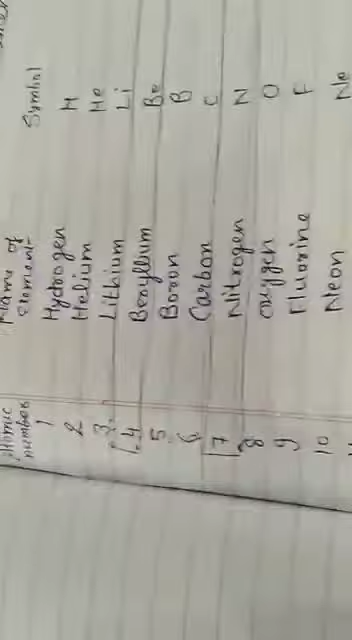 Atomic number Name of Element Symbol
1 Hydrogen H
2 Helium He
3 Lithium Li
4 Beryllium Be
5 Boron B
6 Carbon C
7 Nitrogen N
8 oxygen O
9 Fluorine F
10 Neon Ne